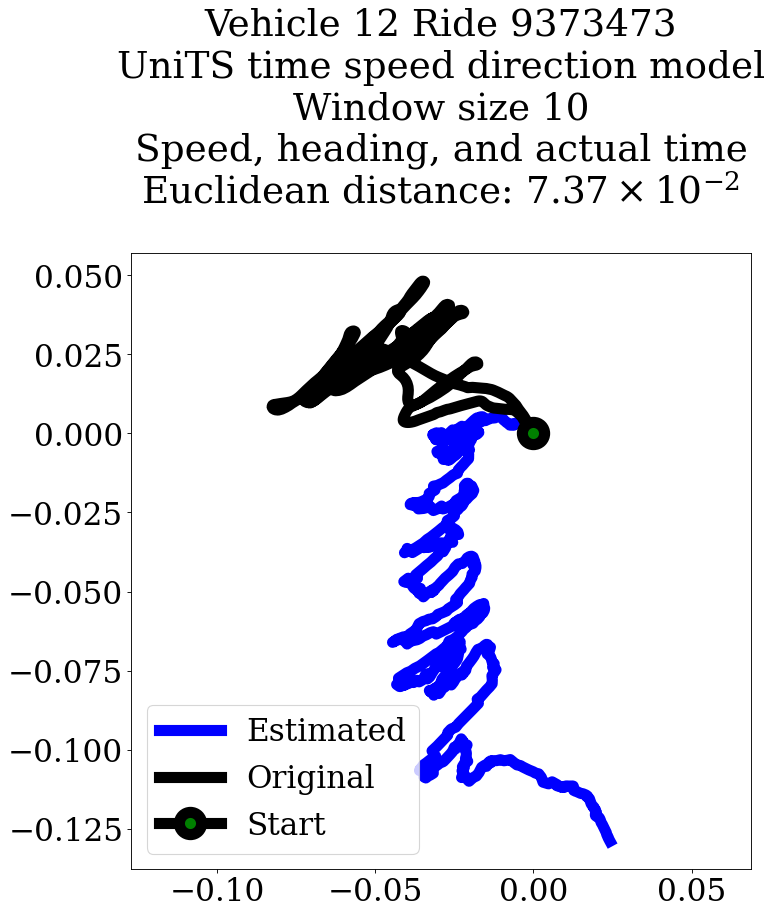 Vehicle 12 Ride 9373473
UniTS time speed direction model
Window size 10
Speed, heading, and actual time
Euclidean distance: 7.37 × 10⁻²
0.050
0.025
0.000
−0.025
−0.050
−0.075
−0.100
−0.125
Estimated
Original
Start
−0.10 −0.05 0.00 0.05